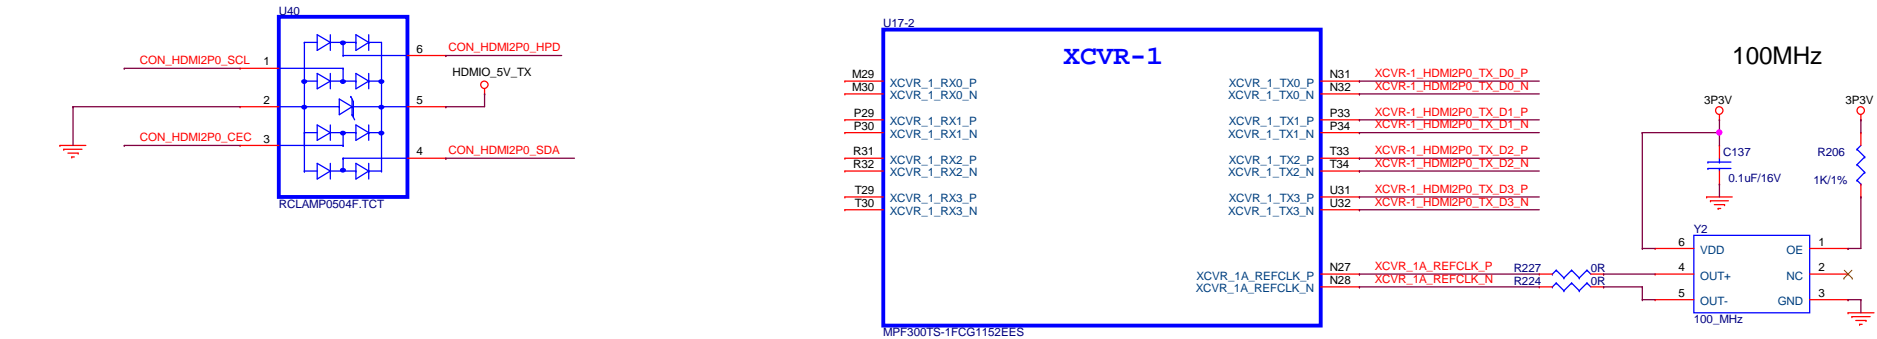 U40
CON_HDMI2P0_SCL 1
2
CON_HDMI2P0_CEC 3
6 CON_HDMI2P0_HPD
HDMIO_5V_TX
5
4 CON_HDMI2P0_SDA
RCLAMP0504F.TCT
U17-2
XCVR-1
M29 XCVR_1_RX0_P
M30 XCVR_1_RX0_N
P29 XCVR_1_RX1_P
P30 XCVR_1_RX1_N
R31 XCVR_1_RX2_P
R32 XCVR_1_RX2_N
T29 XCVR_1_RX3_P
T30 XCVR_1_RX3_N
XCVR_1_TX0_P N31 XCVR-1_HDMI2P0_TX_D0_P
XCVR_1_TX0_N N32 XCVR-1_HDMI2P0_TX_D0_N
XCVR_1_TX1_P P33 XCVR-1_HDMI2P0_TX_D1_P
XCVR_1_TX1_N P34 XCVR-1_HDMI2P0_TX_D1_N
XCVR_1_TX2_P T33 XCVR-1_HDMI2P0_TX_D2_P
XCVR_1_TX2_N T34 XCVR-1_HDMI2P0_TX_D2_N
XCVR_1_TX3_P U31 XCVR-1_HDMI2P0_TX_D3_P
XCVR_1_TX3_N U32 XCVR-1_HDMI2P0_TX_D3_N
XCVR_1A_REFCLK_P N27 XCVR_1A_REFCLK_P R227 0R
XCVR_1A_REFCLK_N N28 XCVR_1A_REFCLK_N R224 0R
MPF300TS-1FCG1152EES
100MHz
3P3V
3P3V
C137
0.1uF/16V
R206
1K/1%
Y2
6 VDD OE 1
4 OUT+ NC 2
5 OUT- GND 3
100_MHz